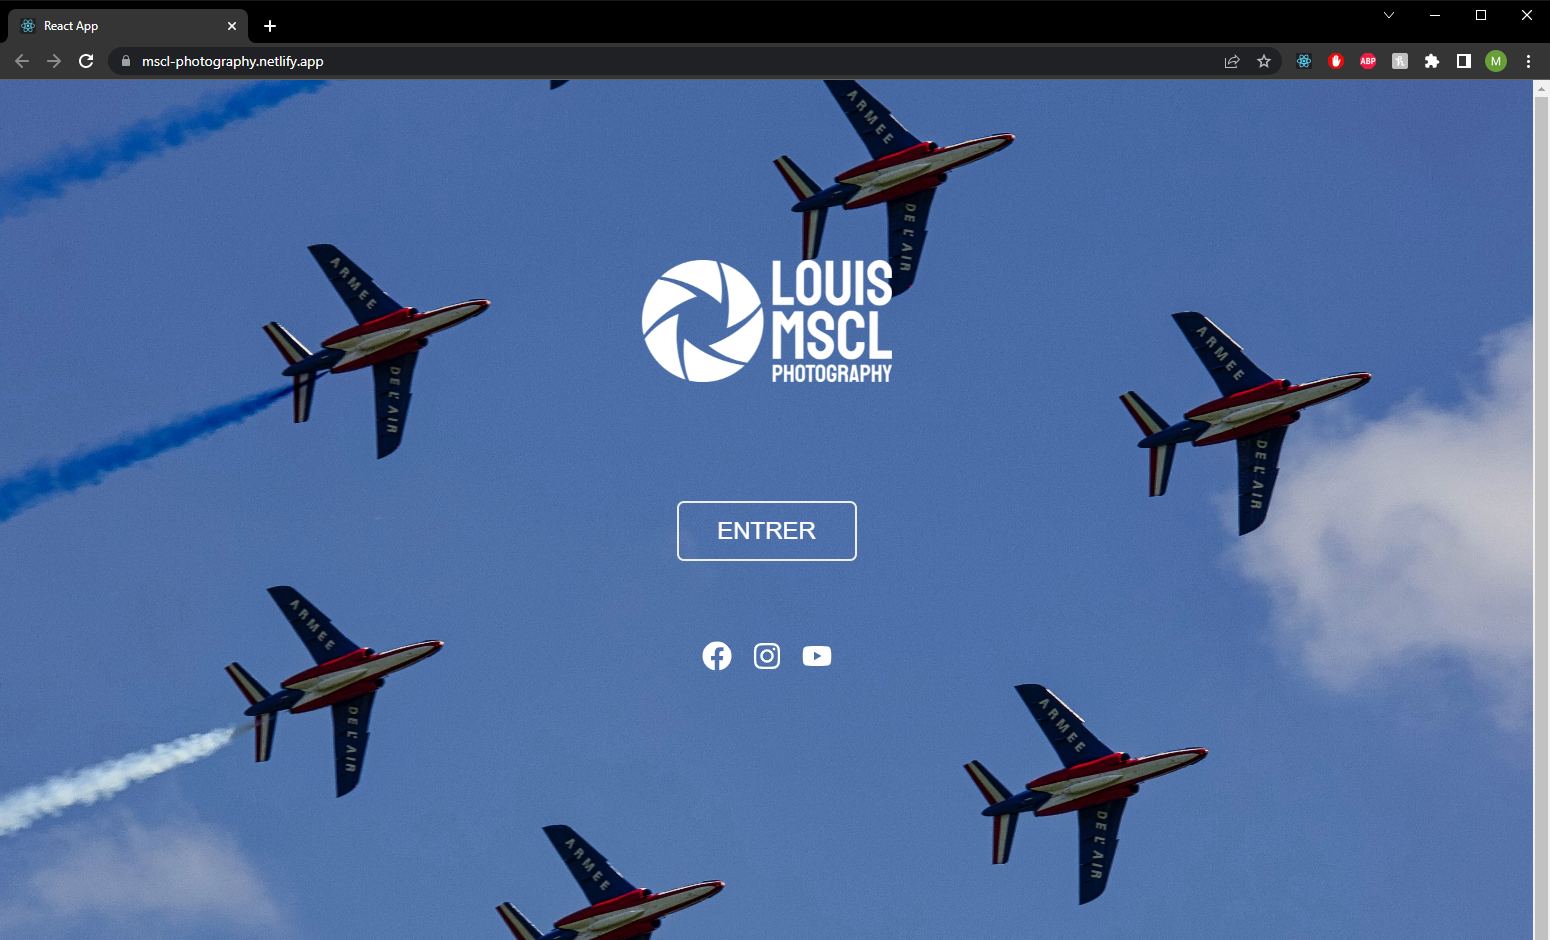 React App
mscl-photography.netlify.app
ABP
M
ARMEE
DE L'AIR
ARMEE
DE L'AIR
LOUIS
MSCL
PHOTOGRAPHY
ARMEE
DE L'AIR
ENTRER
ARMEE
DE L'AIR
ARMEE
DE L'AIR
ARMEE